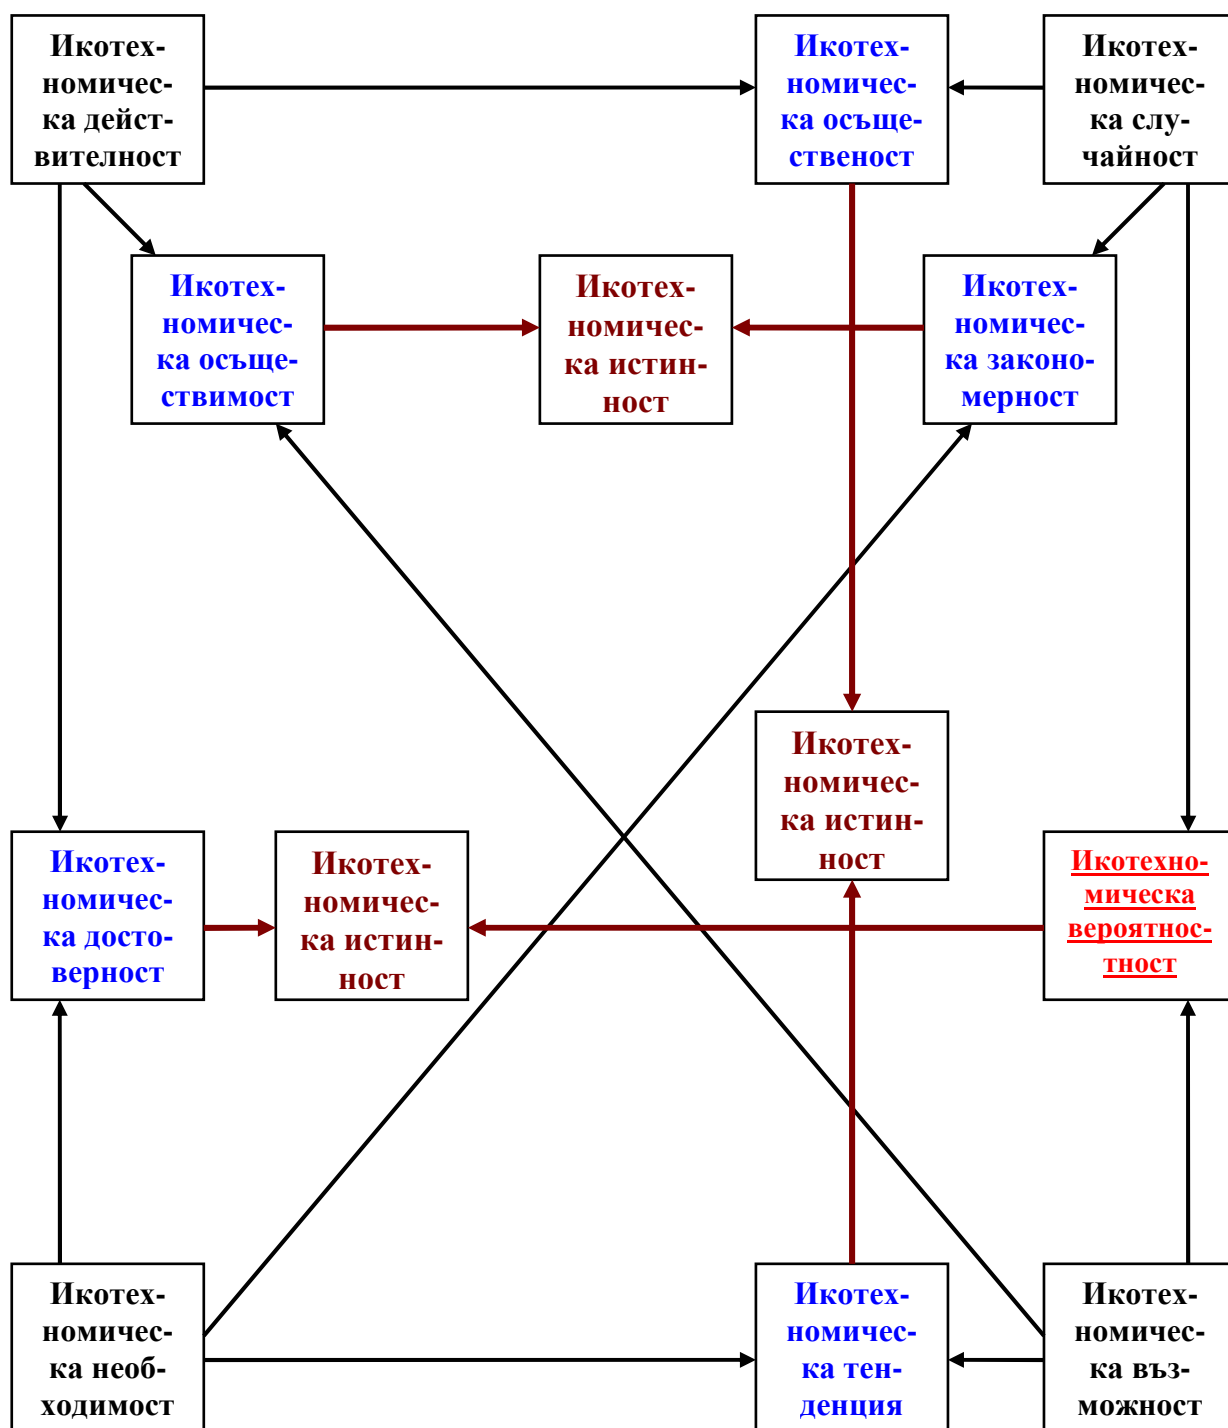 Икотех-
номичес-
ка дейст-
вителност
Икотех-
номичес-
ка осъще-
ственост
Икотех-
номичес-
ка слу-
чайност
Икотех-
номичес-
ка осъще-
ствимост
Икотех-
номичес-
ка истин-
ност
Икотех-
номичес-
ка законо-
мерност
Икотех-
номичес-
ка истин-
ност
Икотех-
номичес-
ка досто-
верност
Икотех-
номичес-
ка истин-
ност
Икотехно-
мическа
вероятнос-
тност
Икотех-
номичес-
ка необ-
ходимост
Икотех-
номичес-
ка тен-
денция
Икотех-
номичес-
ка въз-
можност